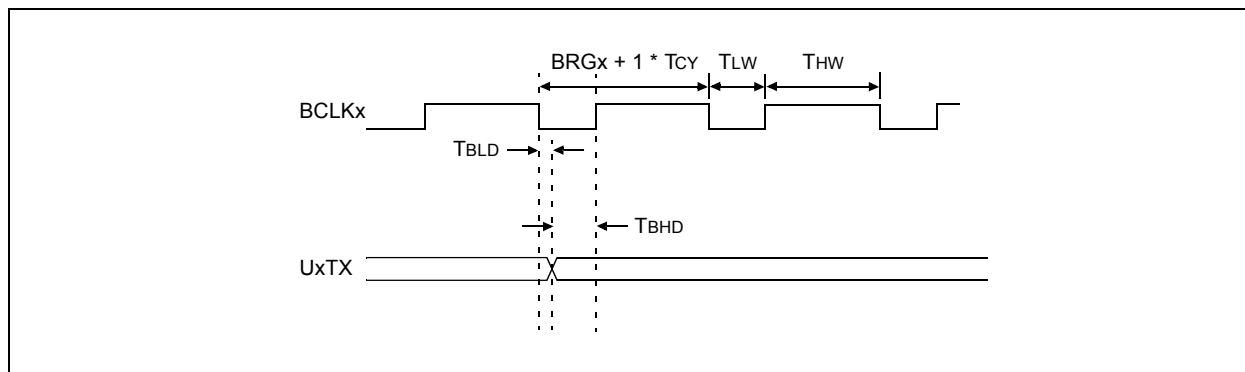 BRGx + 1 * TCY TLW THW
BCLKx
TBLD
TBHD
UxTX